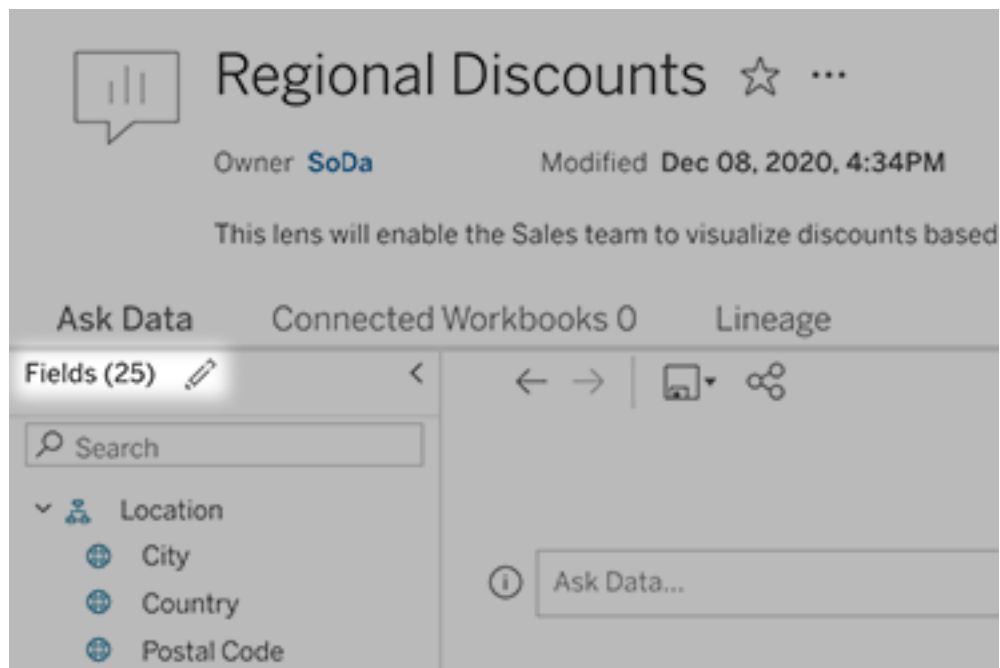 Regional Discounts
Owner SoDa Modified Dec 08, 2020, 4:34PM
This lens will enable the Sales team to visualize discounts based
Ask Data Connected Workbooks 0 Lineage
Fields (25)
Search
Location
City
Country
Postal Code
Ask Data...